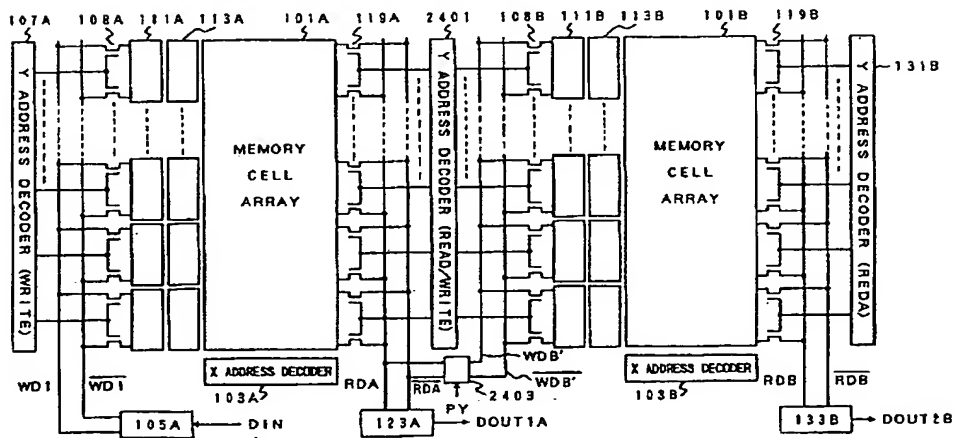 107A 108A 111A 113A 101A 119A 2401 108B 111B 113B 101B 119B
131B
Y ADDRESS DECODER (WRITE)
MEMORY
CELL
ARRAY
Y ADDRESS DECODER (READ/WRITE)
MEMORY
CELL
ARRAY
Y ADDRESS DECODER (REDA)
WDB'
X ADDRESS DECODER
X ADDRESS DECODER
WD1 WD1 103A RDA RDA WDB' 103B RDB RDB
PY 2403
105A DIN 123A DOUT1A 133B DOUT2B